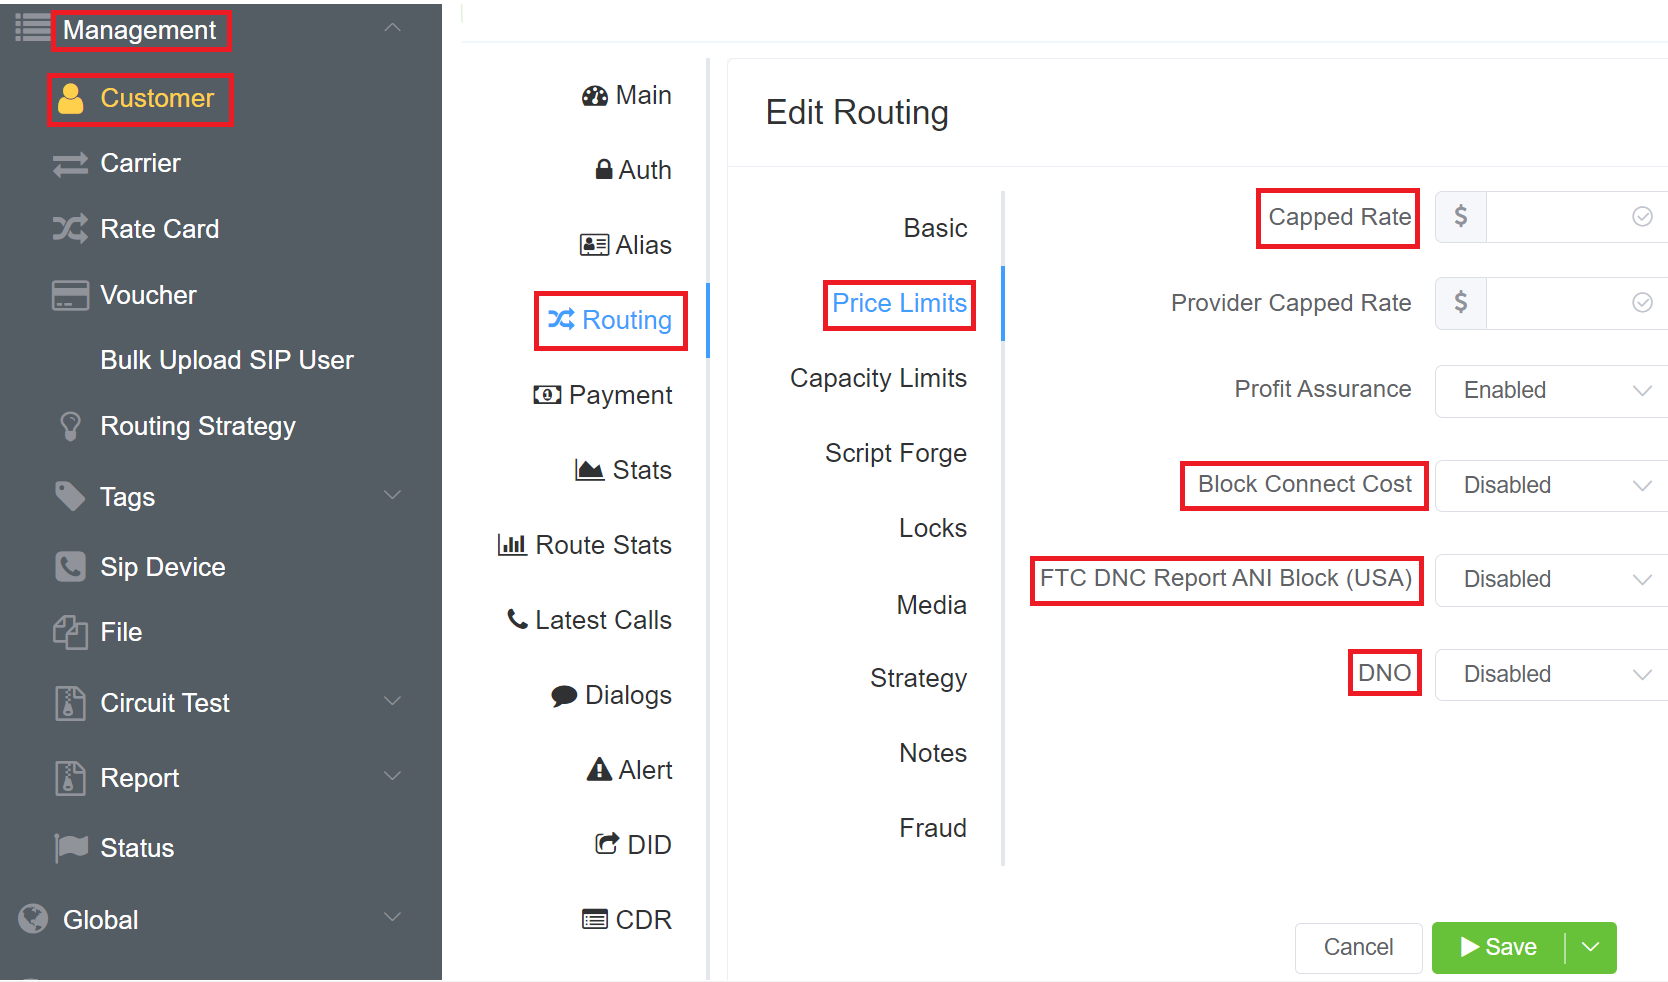 Management
Customer
Carrier
Rate Card
Voucher
Bulk Upload SIP User
Routing Strategy
Tags
Sip Device
File
Circuit Test
Report
Status
Global
Main
Auth
Alias
Routing
Payment
Stats
Route Stats
Latest Calls
Dialogs
Alert
DID
CDR
Edit Routing
Basic
Price Limits
Capacity Limits
Script Forge
Locks
Media
Strategy
Notes
Fraud
Capped Rate $
Provider Capped Rate $
Profit Assurance Enabled
Block Connect Cost Disabled
FTC DNC Report ANI Block (USA) Disabled
DNO Disabled
Cancel Save